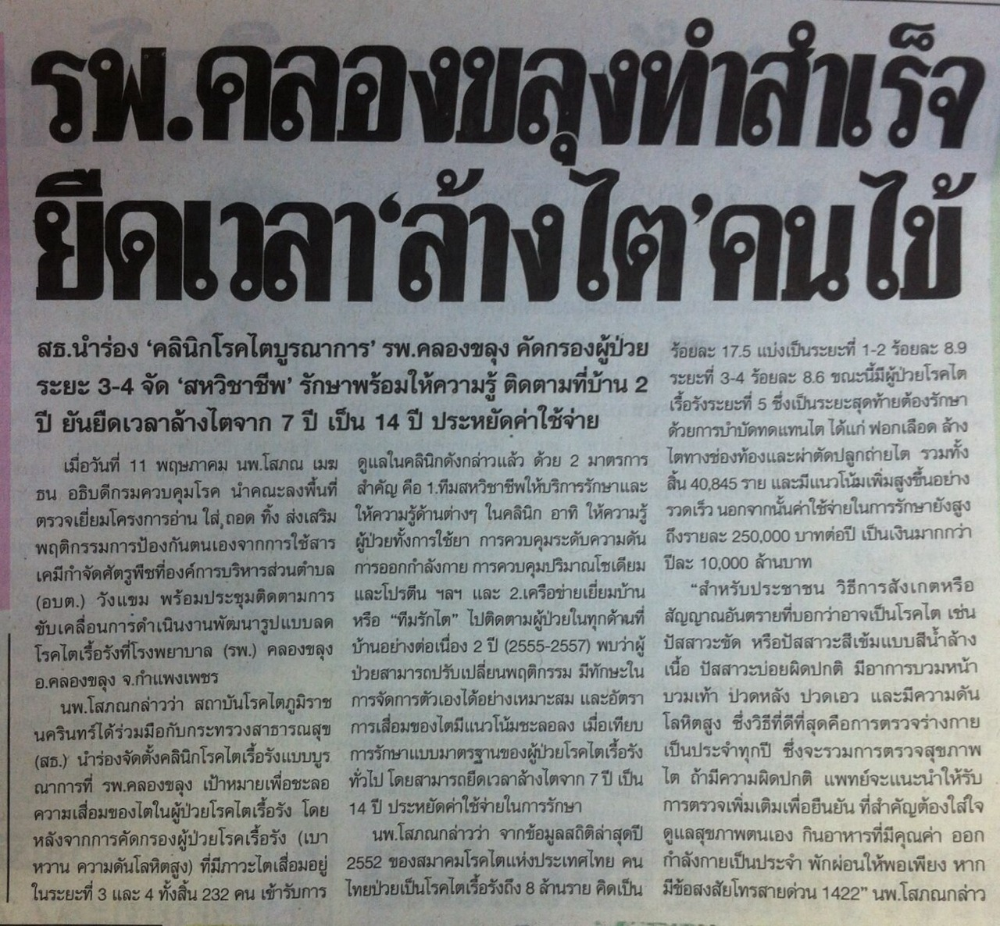 รพ.คลองขลุงทำสำเร็จ
ยืดเวลา‘ล้างไต’คนไข้
สธ.นำร่อง ‘คลินิกโรคไตบูรณาการ’ รพ.คลองขลุง คัดกรองผู้ป่วย
ระยะ 3-4 จัด ‘สหวิชาชีพ’ รักษาพร้อมให้ความรู้ ติดตามที่บ้าน 2
ปี ยันยืดเวลาล้างไตจาก 7 ปี เป็น 14 ปี ประหยัดค่าใช้จ่าย
เมื่อวันที่ 11 พฤษภาคม นพ.โสภณ เมฆ
ธน อธิบดีกรมควบคุมโรค นำคณะลงพื้นที่
ตรวจเยี่ยมโครงการอ่าน ใส่ ถอด ทิ้ง ส่งเสริม
พฤติกรรมการป้องกันตนเองจากการใช้สาร
เคมีกำจัดศัตรูพืชที่องค์การบริหารส่วนตำบล
(อบต.) วังแขม พร้อมประชุมติดตามการ
ขับเคลื่อนการดำเนินงานพัฒนารูปแบบลด
โรคไตเรื้อรังที่โรงพยาบาล (รพ.) คลองขลุง
อ.คลองขลุง จ.กำแพงเพชร
นพ.โสภณกล่าวว่า สถาบันโรคไตภูมิราช
นครินทร์ได้ร่วมมือกับกระทรวงสาธารณสุข
(สธ.) นำร่องจัดตั้งคลินิกโรคไตเรื้อรังแบบบูร
ณาการที่ รพ.คลองขลุง เป้าหมายเพื่อชะลอ
ความเสื่อมของไตในผู้ป่วยโรคไตเรื้อรัง โดย
หลังจากการคัดกรองผู้ป่วยโรคเรื้อรัง (เบา
หวาน ความดันโลหิตสูง) ที่มีภาวะไตเสื่อมอยู่
ในระยะที่ 3 และ 4 ทั้งสิ้น 232 คน เข้ารับการ
ดูแลในคลินิกดังกล่าวแล้ว ด้วย 2 มาตรการ
สำคัญ คือ 1.ทีมสหวิชาชีพให้บริการรักษาและ
ให้ความรู้ด้านต่างๆ ในคลินิก อาทิ ให้ความรู้
ผู้ป่วยทั้งการใช้ยา การควบคุมระดับความดัน
การออกกำลังกาย การควบคุมปริมาณโซเดียม
และโปรตีน ฯลฯ และ 2.เครือข่ายเยี่ยมบ้าน
หรือ “ทีมรักไต” ไปติดตามผู้ป่วยในทุกด้านที่
บ้านอย่างต่อเนื่อง 2 ปี (2555-2557) พบว่าผู้
ป่วยสามารถปรับเปลี่ยนพฤติกรรม มีทักษะใน
การจัดการตัวเองได้อย่างเหมาะสม และอัตรา
การเสื่อมของไตมีแนวโน้มชะลอลง เมื่อเทียบ
การรักษาแบบมาตรฐานของผู้ป่วยโรคไตเรื้อรัง
ทั่วไป โดยสามารถยืดเวลาล้างไตจาก 7 ปี เป็น
14 ปี ประหยัดค่าใช้จ่ายในการรักษา
นพ.โสภณกล่าวว่า จากข้อมูลสถิติล่าสุดปี
2552 ของสมาคมโรคไตแห่งประเทศไทย คน
ไทยป่วยเป็นโรคไตเรื้อรังถึง 8 ล้านราย คิดเป็น
ร้อยละ 17.5 แบ่งเป็นระยะที่ 1-2 ร้อยละ 8.9
ระยะที่ 3-4 ร้อยละ 8.6 ขณะนี้มีผู้ป่วยโรคไต
เรื้อรังระยะที่ 5 ซึ่งเป็นระยะสุดท้ายต้องรักษา
ด้วยการบำบัดทดแทนไต ได้แก่ ฟอกเลือด ล้าง
ไตทางช่องท้องและผ่าตัดปลูกถ่ายไต รวมทั้ง
สิ้น 40,845 ราย และมีแนวโน้มเพิ่มสูงขึ้นอย่าง
รวดเร็ว นอกจากนั้นค่าใช้จ่ายในการรักษายังสูง
ถึงรายละ 250,000 บาทต่อปี เป็นเงินมากกว่า
ปีละ 10,000 ล้านบาท
“สำหรับประชาชน วิธีการสังเกตหรือ
สัญญาณอันตรายที่บอกว่าอาจเป็นโรคไต เช่น
ปัสสาวะขัด หรือปัสสาวะสีเข้มแบบสีน้ำล้าง
เนื้อ ปัสสาวะบ่อยผิดปกติ มีอาการบวมหน้า
บวมเท้า ปวดหลัง ปวดเอว และมีความดัน
โลหิตสูง ซึ่งวิธีที่ดีที่สุดคือการตรวจร่างกาย
เป็นประจำทุกปี ซึ่งจะรวมการตรวจสุขภาพ
ไต ถ้ามีความผิดปกติ แพทย์จะแนะนำให้รับ
การตรวจเพิ่มเติมเพื่อยืนยัน ที่สำคัญต้องใส่ใจ
ดูแลสุขภาพตนเอง กินอาหารที่มีคุณค่า ออก
กำลังกายเป็นประจำ พักผ่อนให้พอเพียง หาก
มีข้อสงสัยโทรสายด่วน 1422” นพ.โสภณกล่าว